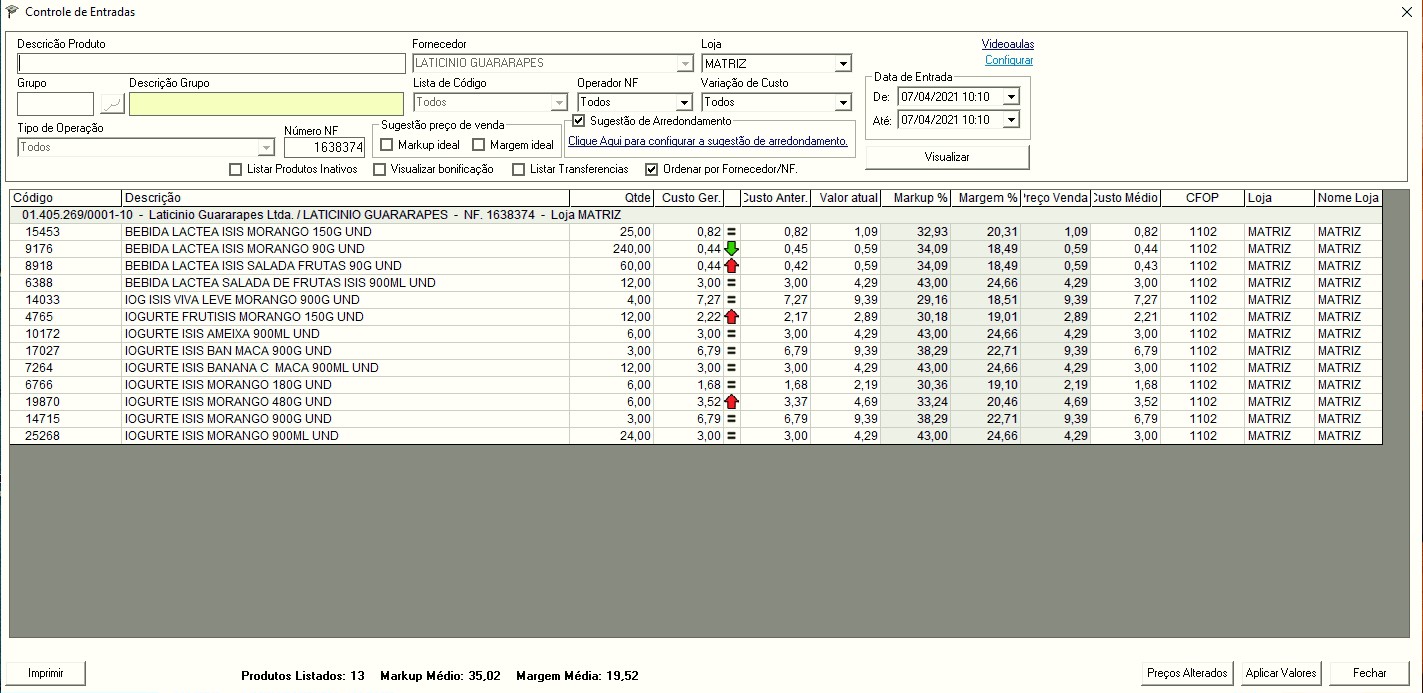 Controle de Entradas
Descricão Produto Fornecedor Loja Videoaulas
LATICINIO GUARARAPES MATRIZ Configurar
Grupo Descrição Grupo Lista de Código Operador NF Variação de Custo Data de Entrada
Todos Todos Todos De: 07/04/2021 10:10
Tipo de Operação Número NF Sugestão preço de venda Sugestão de Arredondamento Até: 07/04/2021 10:10
Todos 1638374 Markup ideal Margem ideal Clique Aqui para configurar a sugestão de arredondamento. Visualizar
Listar Produtos Inativos Visualizar bonificação Listar Transferencias Ordenar por Fornecedor/NF.
Código Descrição Qtde Custo Ger. Custo Anter. Valor atual Markup % Margem % Preço Venda Custo Médio CFOP Loja Nome Loja
01.405.269/0001-10 - Laticinio Guararapes Ltda. / LATICINIO GUARARAPES - NF. 1638374 - Loja MATRIZ
15453 BEBIDA LACTEA ISIS MORANGO 150G UND 25,00 0,82 = 0,82 1,09 32,93 20,31 1,09 0,82 1102 MATRIZ MATRIZ
9176 BEBIDA LACTEA ISIS MORANGO 90G UND 240,00 0,44 0,45 0,59 34,09 18,49 0,59 0,44 1102 MATRIZ MATRIZ
8918 BEBIDA LACTEA ISIS SALADA FRUTAS 90G UND 60,00 0,44 0,42 0,59 34,09 18,49 0,59 0,43 1102 MATRIZ MATRIZ
6388 BEBIDA LACTEA SALADA DE FRUTAS ISIS 900ML UND 12,00 3,00 = 3,00 4,29 43,00 24,66 4,29 3,00 1102 MATRIZ MATRIZ
14033 IOG ISIS VIVA LEVE MORANGO 900G UND 4,00 7,27 = 7,27 9,39 29,16 18,51 9,39 7,27 1102 MATRIZ MATRIZ
4765 IOGURTE FRUTISIS MORANGO 150G UND 12,00 2,22 2,17 2,89 30,18 19,01 2,89 2,21 1102 MATRIZ MATRIZ
10172 IOGURTE ISIS AMEIXA 900ML UND 6,00 3,00 = 3,00 4,29 43,00 24,66 4,29 3,00 1102 MATRIZ MATRIZ
17027 IOGURTE ISIS BAN MACA 900G UND 3,00 6,79 = 6,79 9,39 38,29 22,71 9,39 6,79 1102 MATRIZ MATRIZ
7264 IOGURTE ISIS BANANA C MACA 900ML UND 12,00 3,00 = 3,00 4,29 43,00 24,66 4,29 3,00 1102 MATRIZ MATRIZ
6766 IOGURTE ISIS MORANGO 180G UND 6,00 1,68 = 1,68 2,19 30,36 19,10 2,19 1,68 1102 MATRIZ MATRIZ
19870 IOGURTE ISIS MORANGO 480G UND 6,00 3,52 3,37 4,69 33,24 20,46 4,69 3,52 1102 MATRIZ MATRIZ
14715 IOGURTE ISIS MORANGO 900G UND 3,00 6,79 = 6,79 9,39 38,29 22,71 9,39 6,79 1102 MATRIZ MATRIZ
25268 IOGURTE ISIS MORANGO 900ML UND 24,00 3,00 = 3,00 4,29 43,00 24,66 4,29 3,00 1102 MATRIZ MATRIZ
Imprimir Produtos Listados: 13 Markup Médio: 35,02 Margem Média: 19,52 Preços Alterados Aplicar Valores Fechar